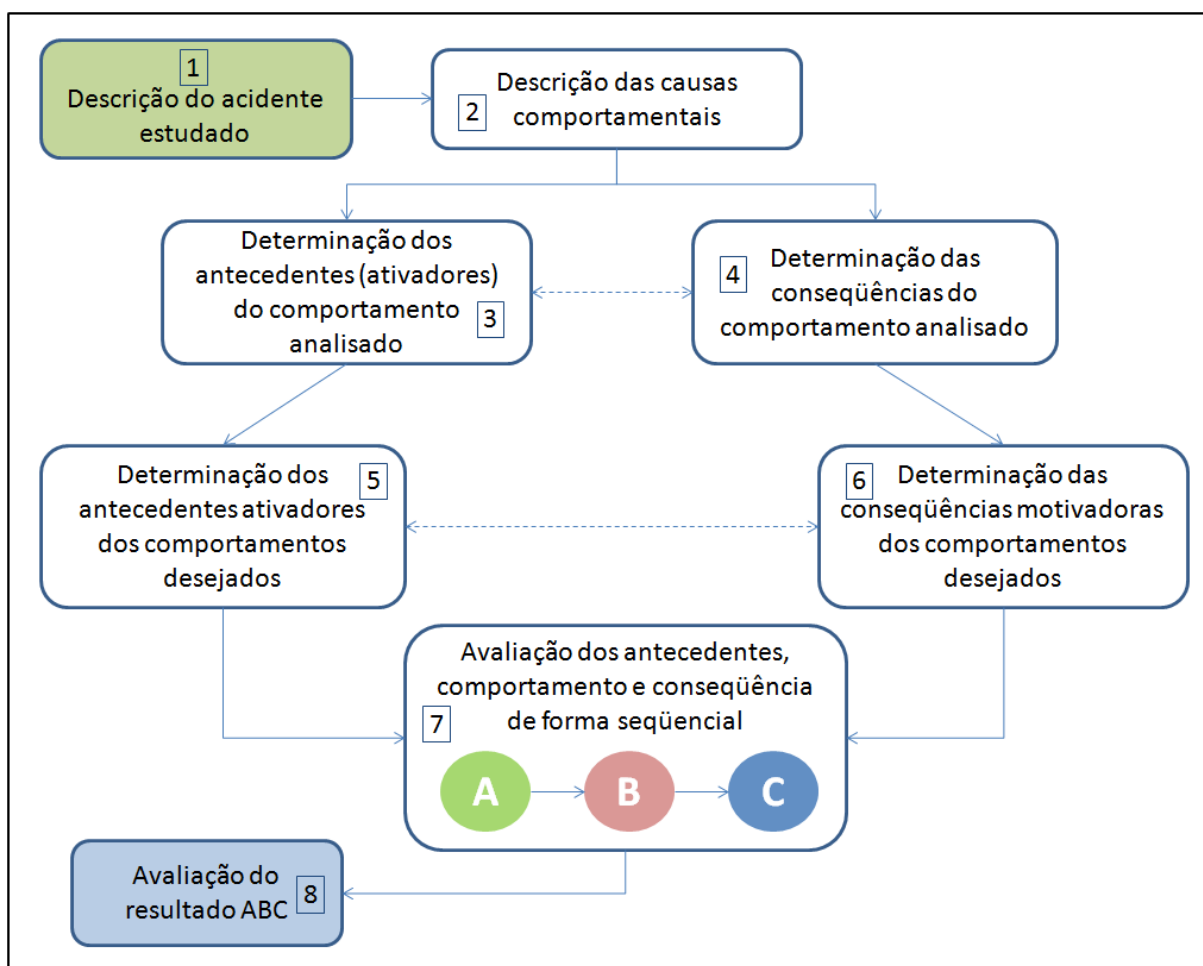 1
Descrição do acidente
estudado
2
Descrição das causas
comportamentais
Determinação dos
antecedentes (ativadores)
do comportamento
analisado
3
4
Determinação das
conseqüências do
comportamento analisado
Determinação dos
antecedentes ativadores
dos comportamentos
desejados
5
6
Determinação das
conseqüências motivadoras
dos comportamentos
desejados
Avaliação dos antecedentes,
comportamento e conseqüência
de forma seqüencial
7
A B C
Avaliação do
resultado ABC
8